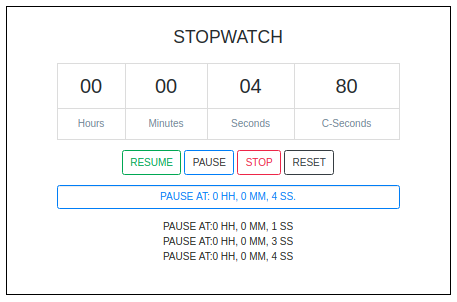 STOPWATCH
00 00 04 80
Hours Minutes Seconds C-Seconds
RESUME PAUSE STOP RESET
PAUSE AT: 0 HH, 0 MM, 4 SS.
PAUSE AT:0 HH, 0 MM, 1 SS
PAUSE AT:0 HH, 0 MM, 3 SS
PAUSE AT:0 HH, 0 MM, 4 SS